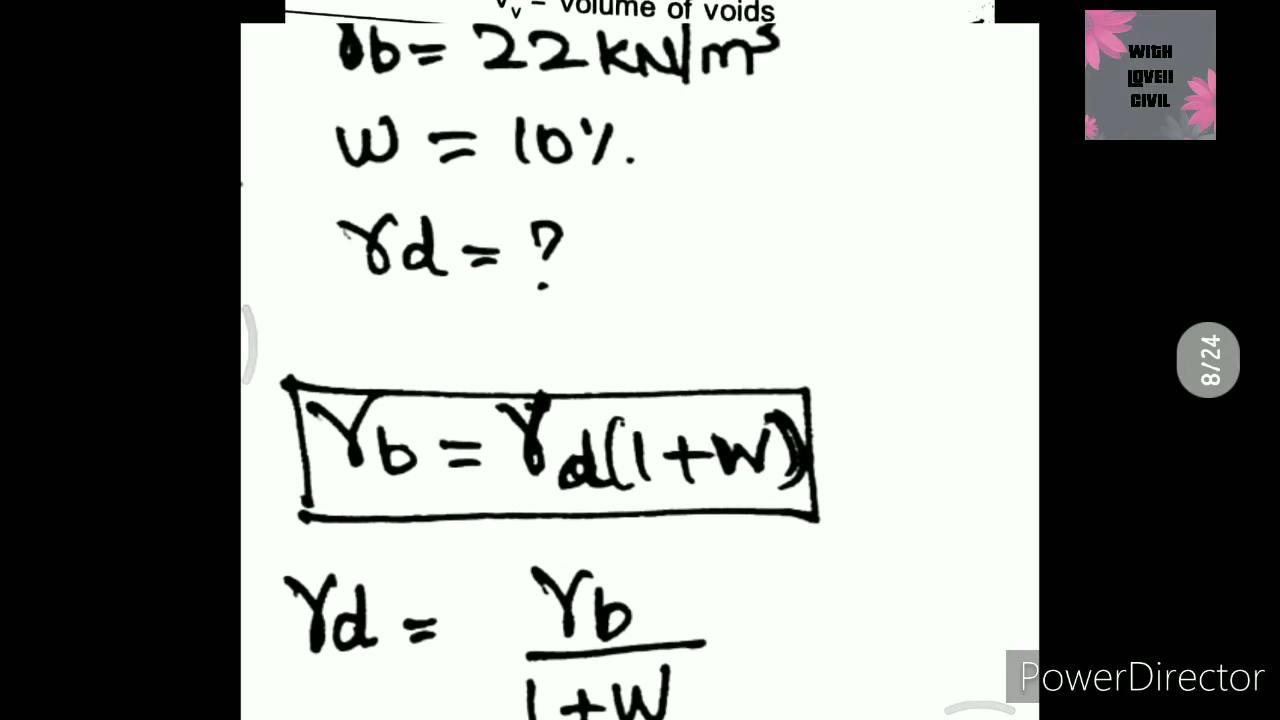 Vv = volume of voids
γb = 22 kN/m³
w = 10%.
γd = ?
γb = γd(1+w)
γd = γb
1+w
WITH
LOVELL
CIVIL
8/24
PowerDirector